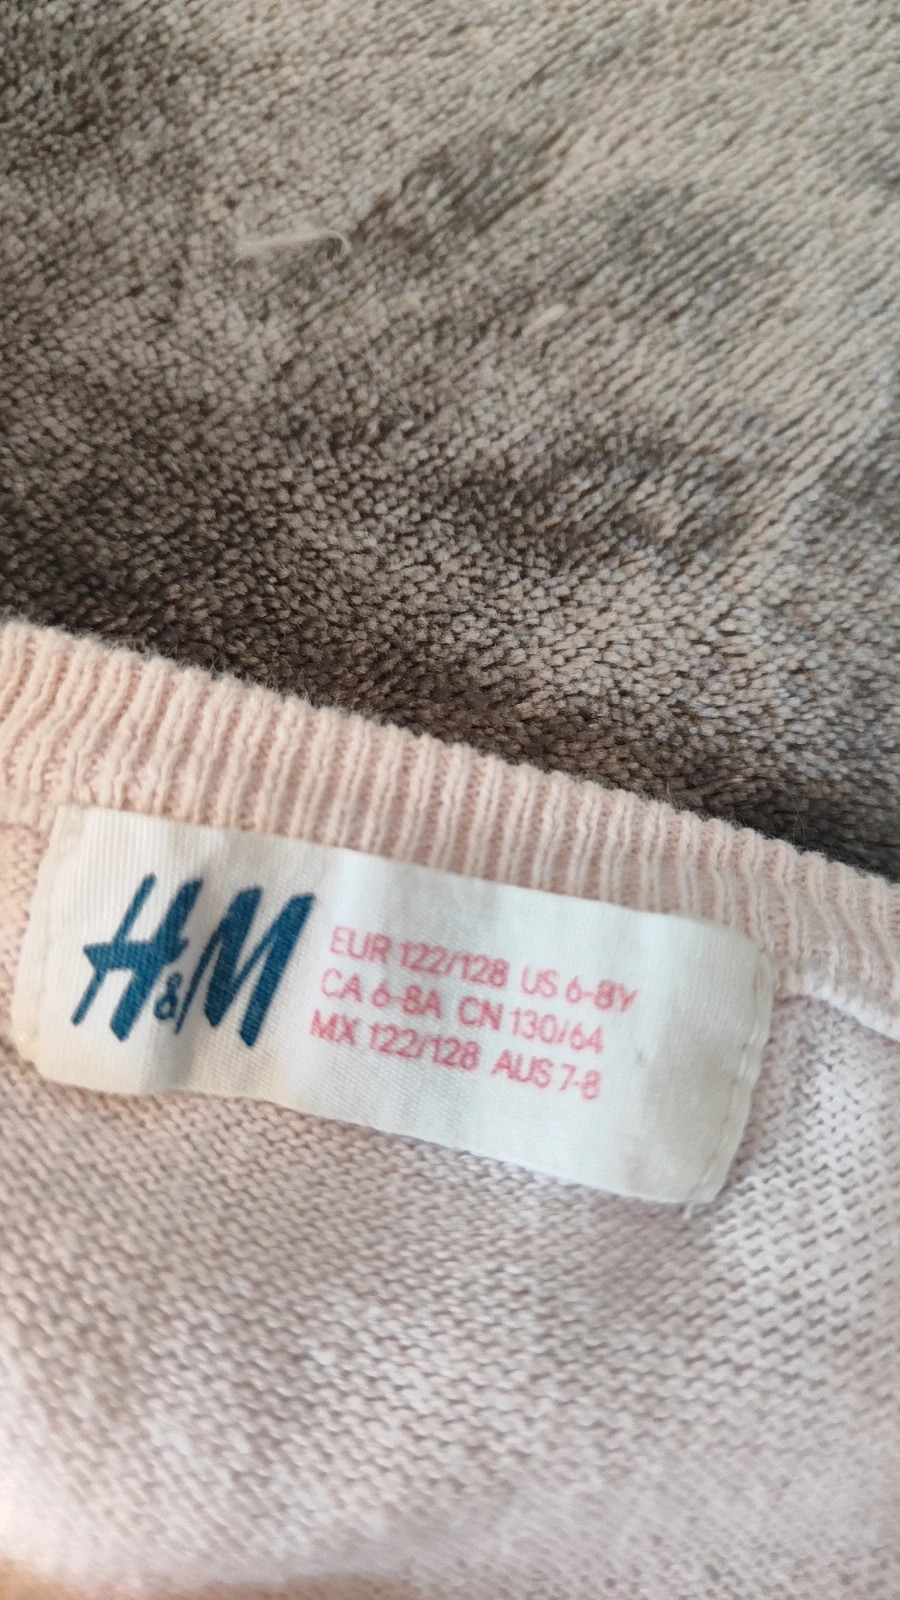 H&M
EUR 122/128 US 6-8Y
CA 6-8A CN 130/64
MX 122/128 AUS 7-8